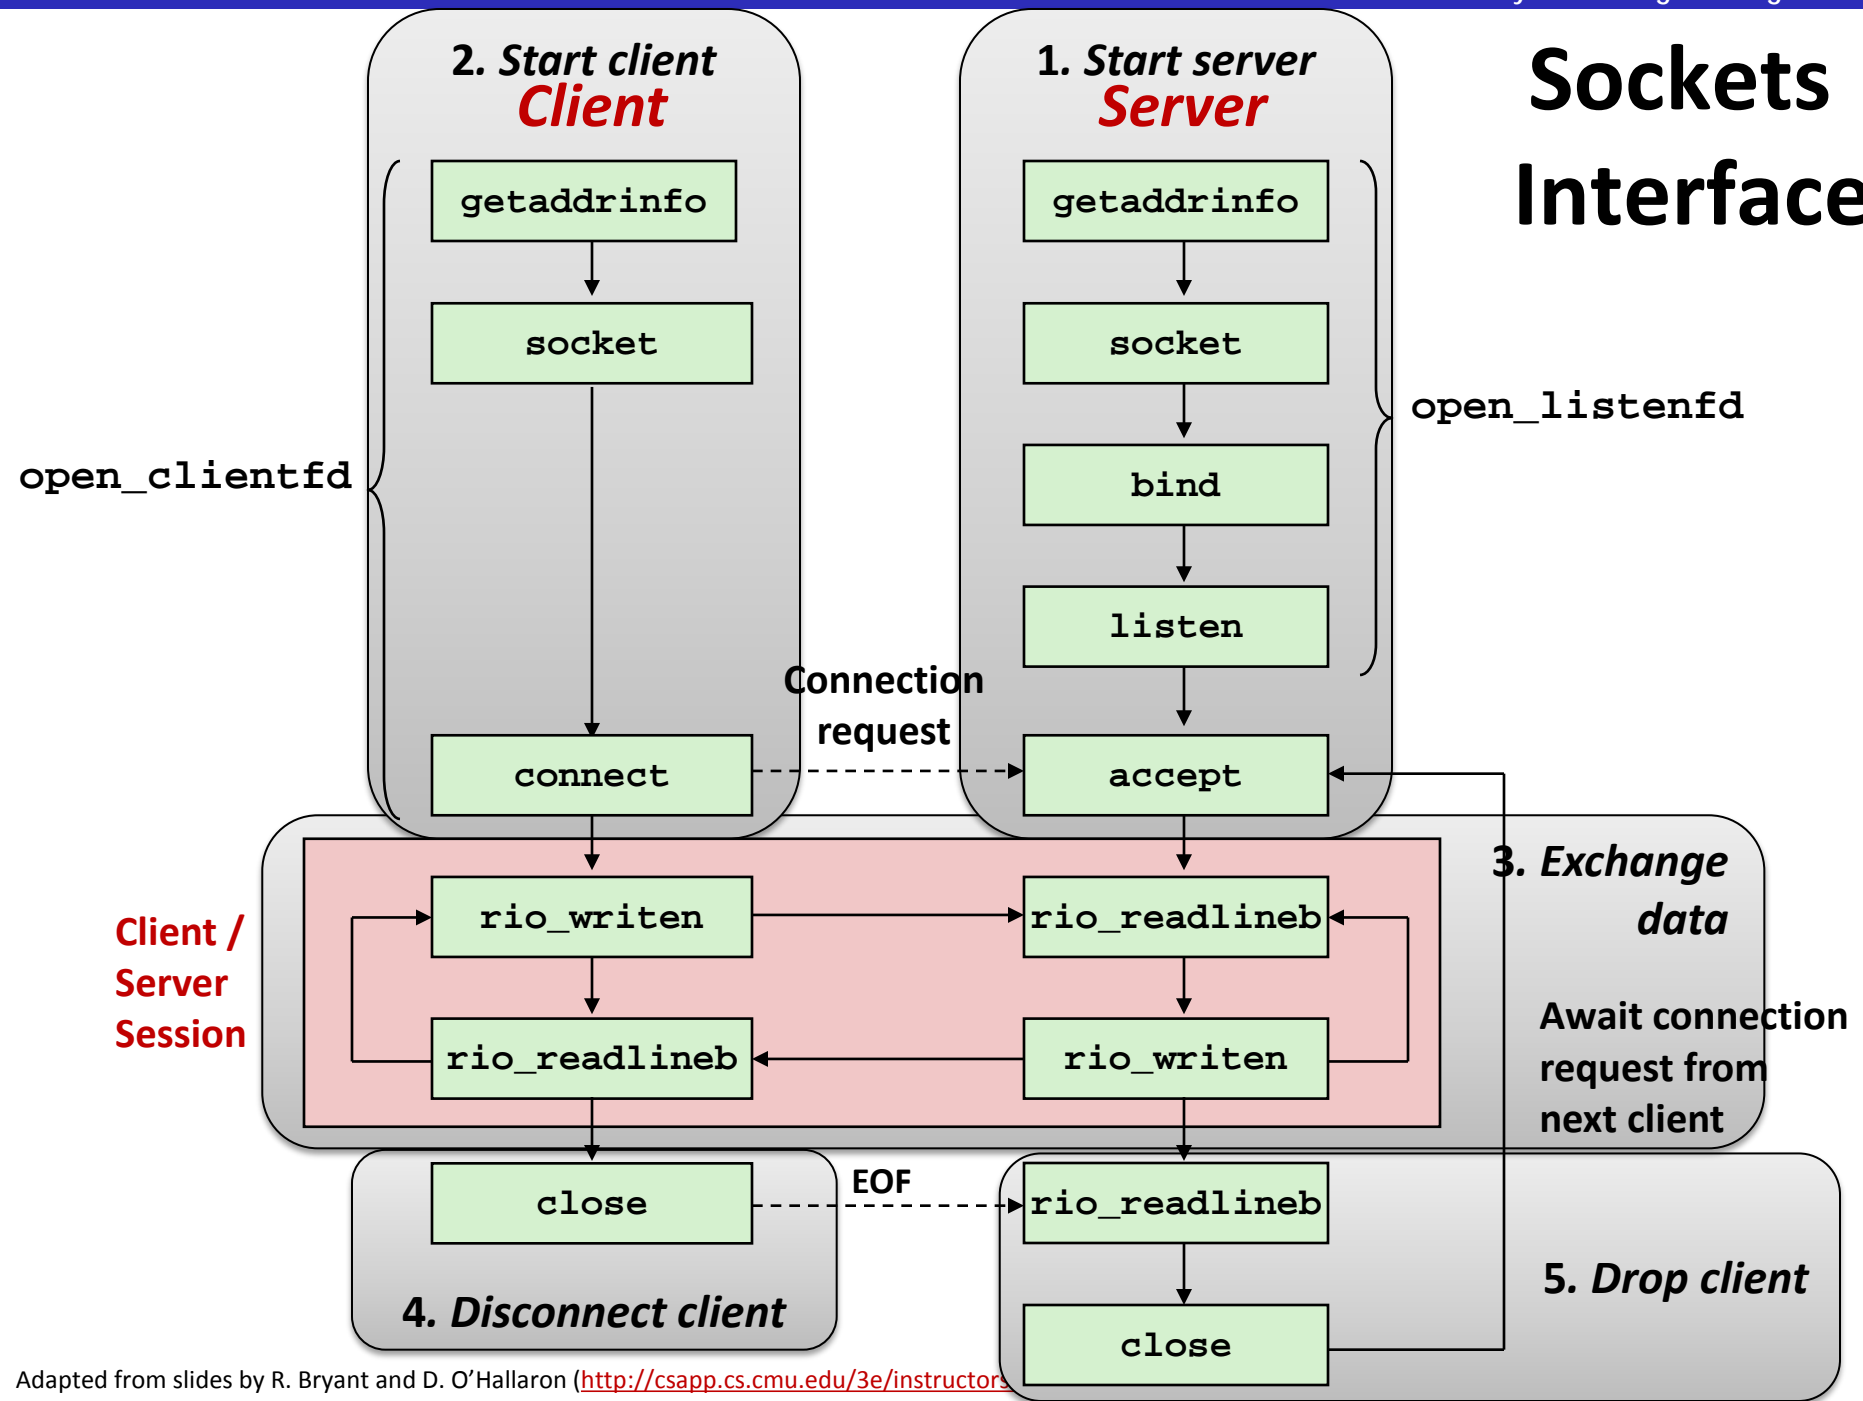 Sockets
Interface
2. Start client
Client
1. Start server
Server
getaddrinfo
getaddrinfo
socket
socket
open_listenfd
open_clientfd
bind
listen
Connection
request
connect
accept
3. Exchange
data
Client /
Server
Session
rio_writen
rio_readlineb
rio_readlineb
rio_writen
Await connection
request from
next client
close
EOF
rio_readlineb
4. Disconnect client
5. Drop client
close
Adapted from slides by R. Bryant and D. O’Hallaron (http://csapp.cs.cmu.edu/3e/instructors